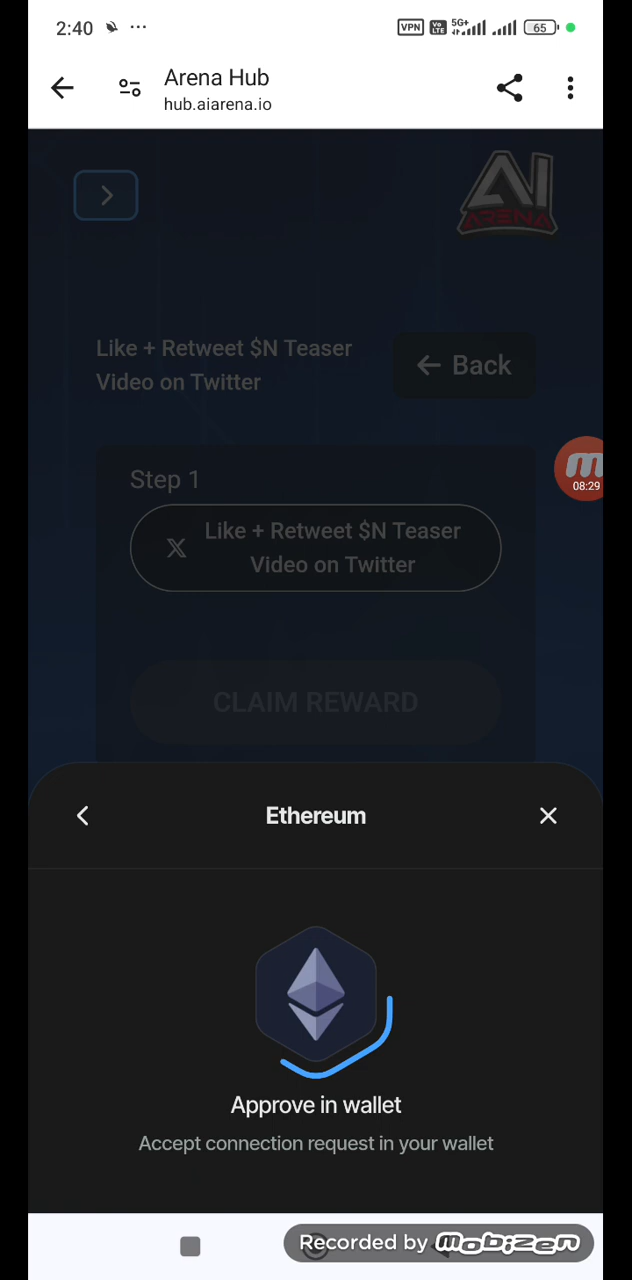 2:40
VPN
Vo
LTE
5G+
65
Arena Hub
hub.aiarena.io
AI
ARENA
Like + Retweet $N Teaser
Video on Twitter
Back
Step 1
Like + Retweet $N Teaser
Video on Twitter
08:29
CLAIM REWARD
Ethereum
Approve in wallet
Accept connection request in your wallet
Recorded by Mobizen